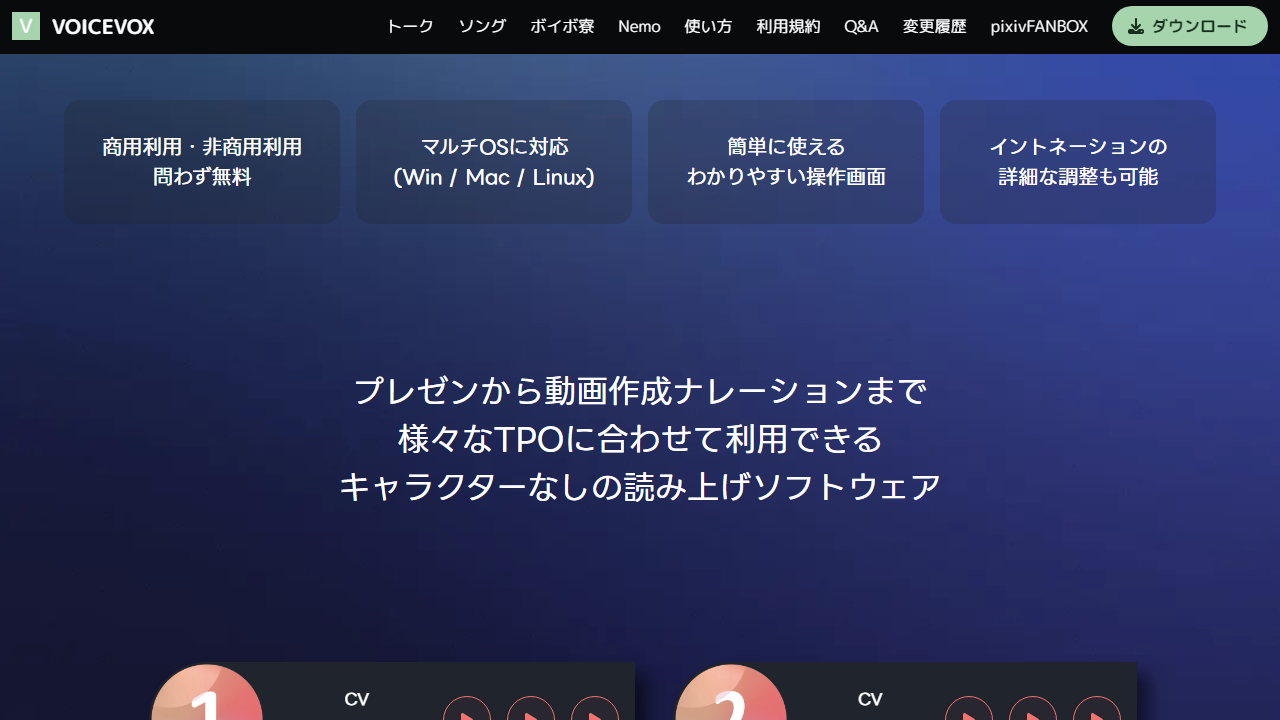 V VOICEVOX
トーク ソング ボイボ寮 Nemo 使い方 利用規約 Q&A 変更履歴 pixivFANBOX ダウンロード
商用利用・非商用利用
問わず無料
マルチOSに対応
(Win / Mac / Linux)
簡単に使える
わかりやすい操作画面
イントネーションの
詳細な調整も可能
プレゼンから動画作成ナレーションまで
様々なTPOに合わせて利用できる
キャラクターなしの読み上げソフトウェア
1 CV
2 CV